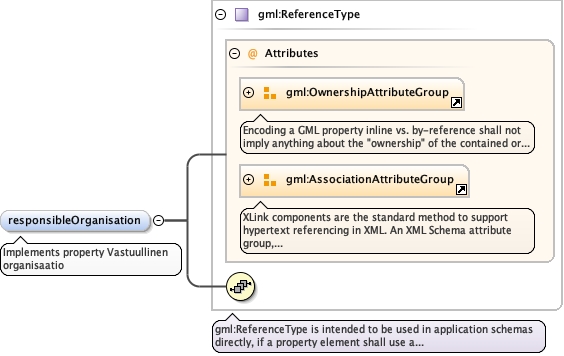 gml:ReferenceType
@ Attributes
gml:OwnershipAttributeGroup
Encoding a GML property inline vs. by-reference shall not
imply anything about the "ownership" of the contained or...
gml:AssociationAttributeGroup
XLink components are the standard method to support
hypertext referencing in XML. An XML Schema attribute
group,...
responsibleOrganisation
Implements property Vastuullinen
organisaatio
gml:ReferenceType is intended to be used in application schemas
directly, if a property element shall use a...